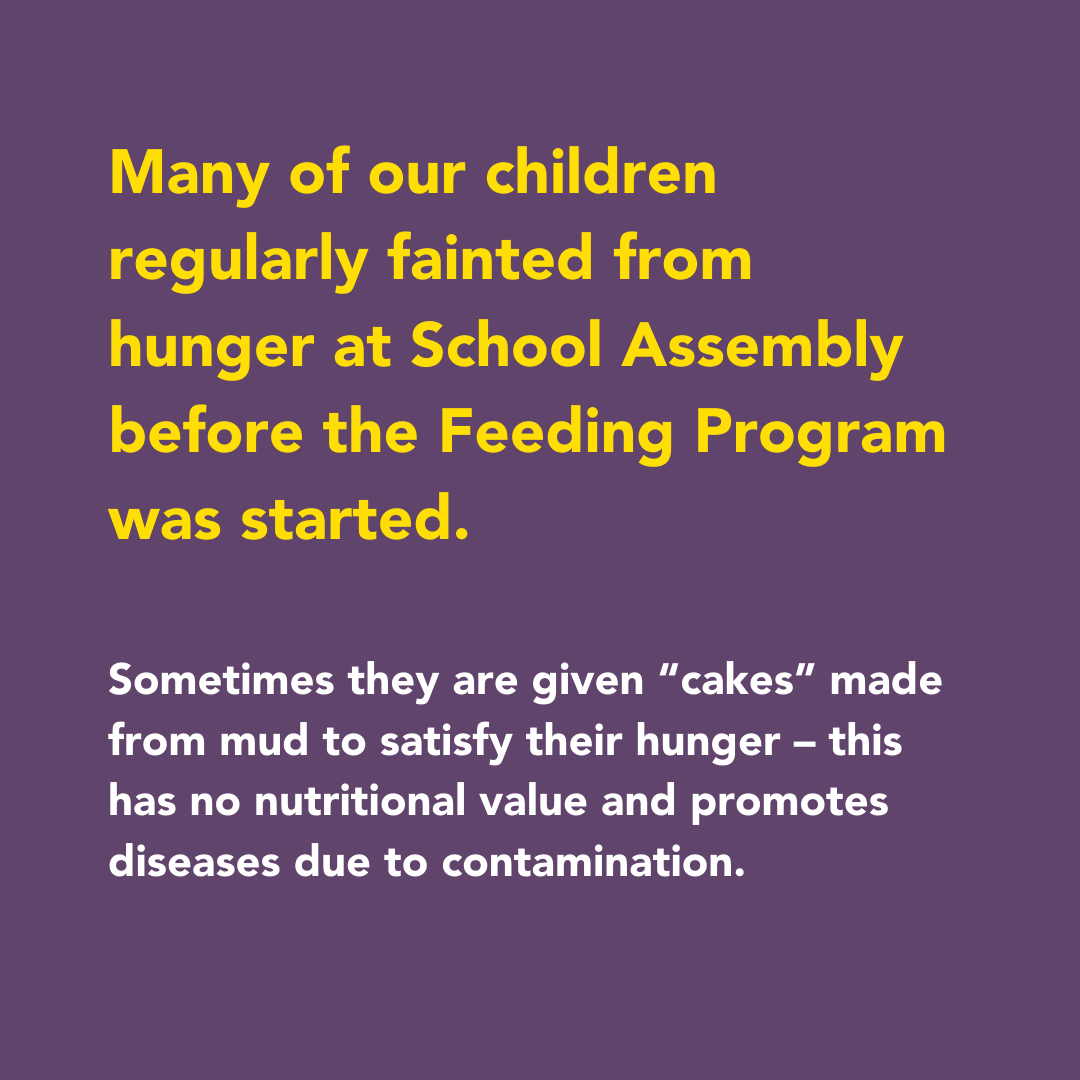 Many of our children
regularly fainted from
hunger at School Assembly
before the Feeding Program
was started.
Sometimes they are given “cakes” made
from mud to satisfy their hunger – this
has no nutritional value and promotes
diseases due to contamination.